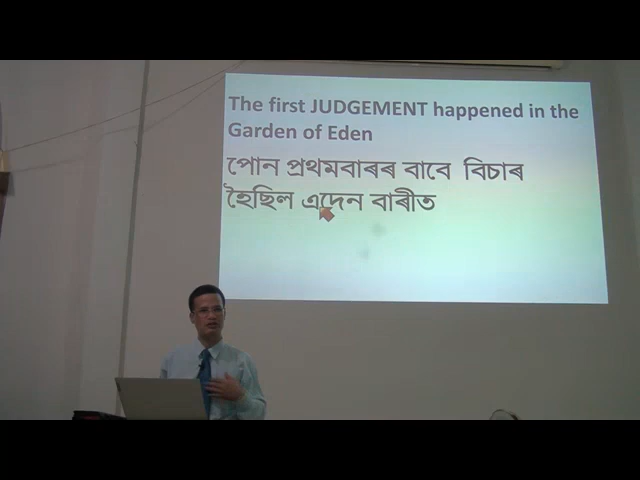 The first JUDGEMENT happened in the
Garden of Eden
পোন প্ৰথমবাৰৰ বাবে বিচাৰ
হৈছিল এদেন বাৰীত